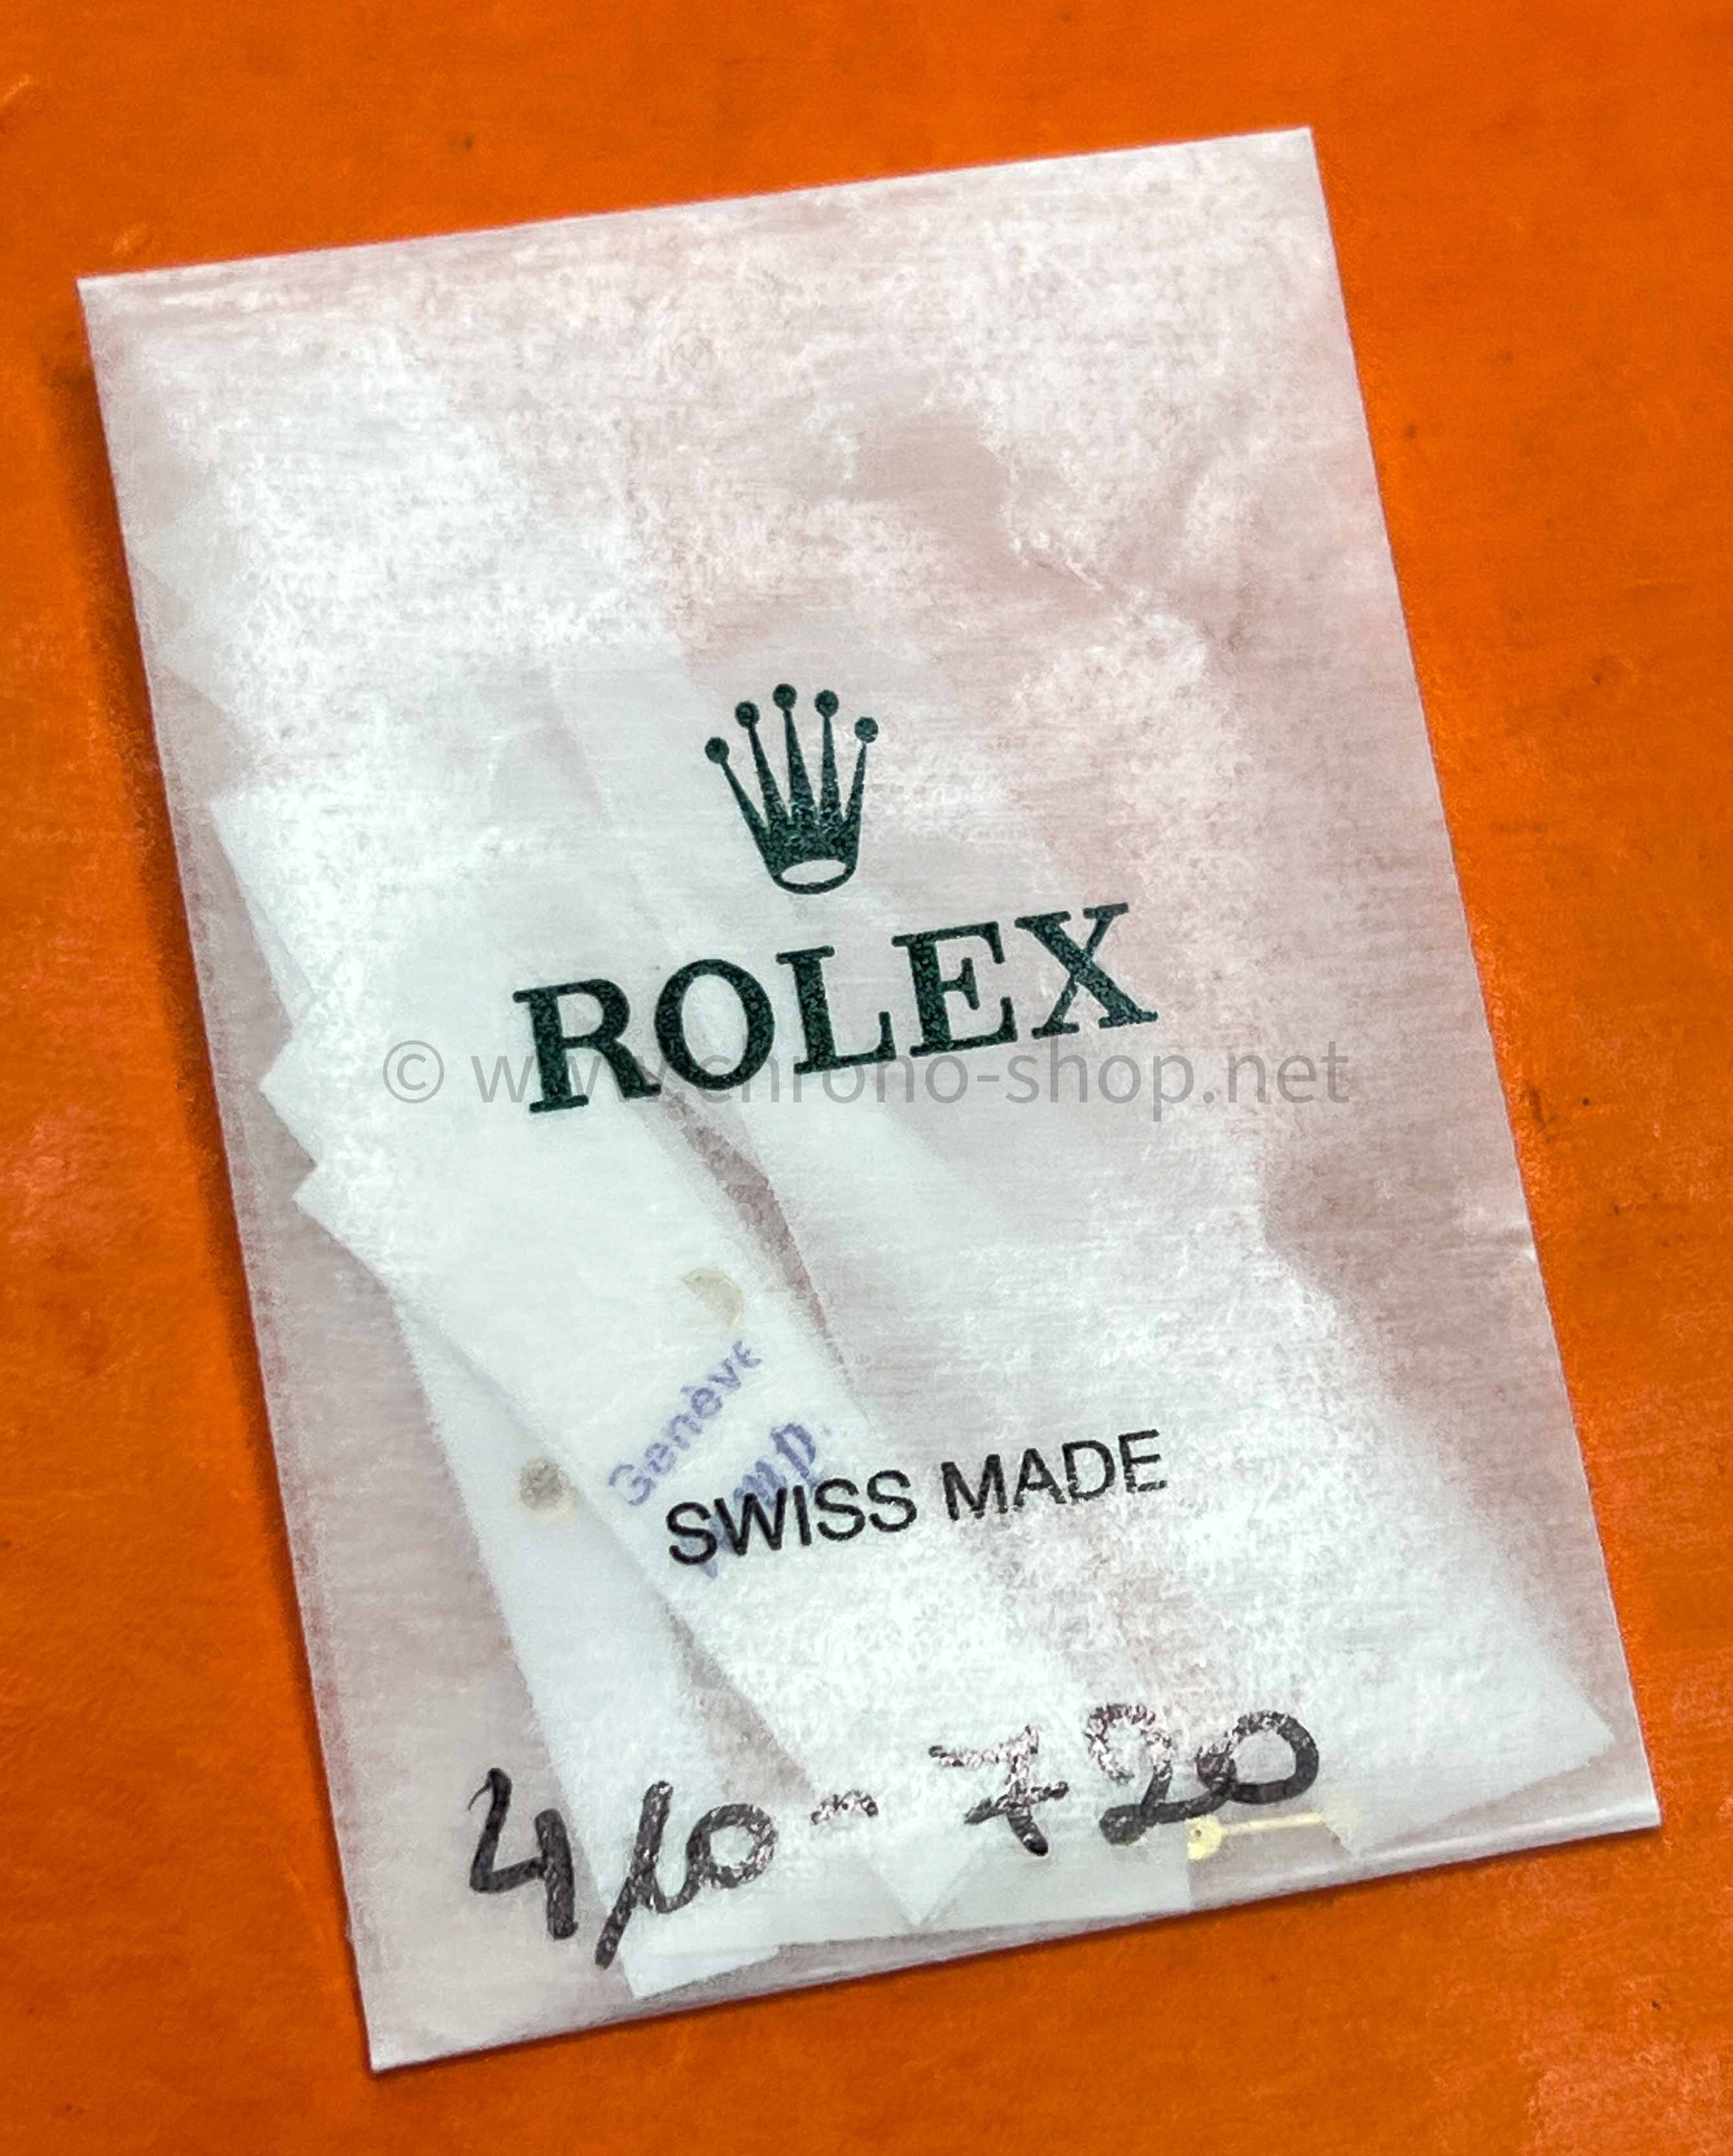 ROLEX
© www.chrono-shop.net
Genève
SWISS MADE
410-720